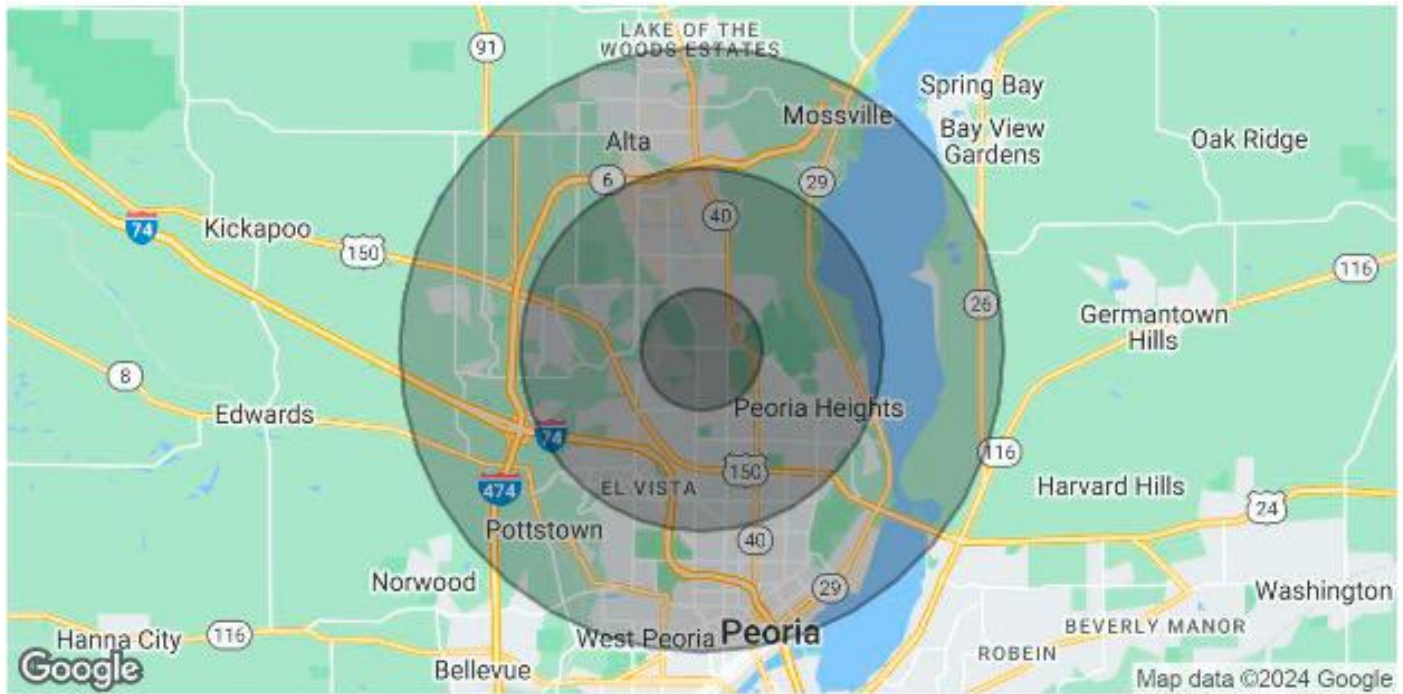 LAKE OF THE
WOODS ESTATES
91
Spring Bay
Mossville
Bay View
Gardens
Oak Ridge
Alta
6
29
40
74
Kickapoo
150
116
26
Germantown
Hills
8
Edwards
Peoria Heights
74
116
150
474
EL VISTA
Harvard Hills
24
Pottstown
40
Norwood
29
Washington
Hanna City
116
West Peoria
Peoria
BEVERLY MANOR
ROBEIN
Bellevue
Google
Map data ©2024 Google